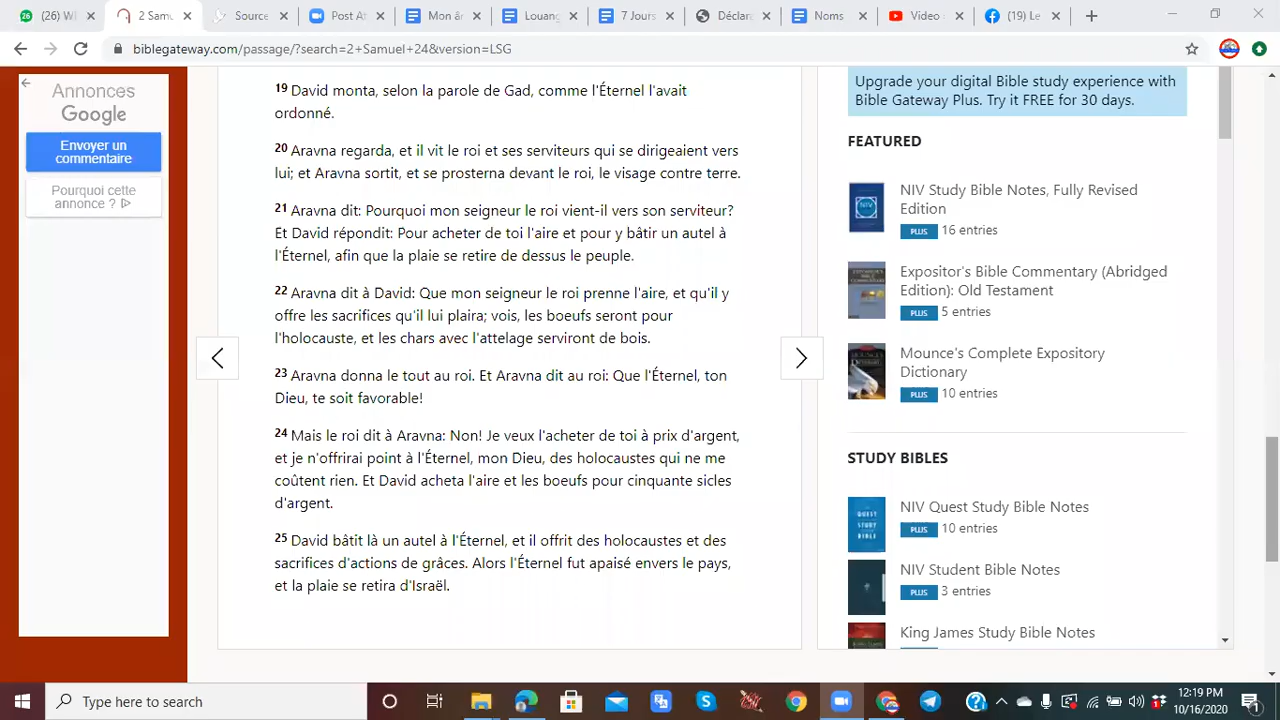 (26) W
2 Samu
Source
Post At
Mon â
Louang
7 Jours
Déclar
Noms
Video
(19) Lo
biblegateway.com/passage/?search=2+Samuel+24&version=LSG
Annonces
Google
Envoyer un
commentaire
Pourquoi cette
annonce ?
19 David monta, selon la parole de Gad, comme l'Éternel l'avait
ordonné.
20 Aravna regarda, et il vit le roi et ses serviteurs qui se dirigeaient vers
lui; et Aravna sortit, et se prosterna devant le roi, le visage contre terre.
21 Aravna dit: Pourquoi mon seigneur le roi vient-il vers son serviteur?
Et David répondit: Pour acheter de toi l'aire et pour y bâtir un autel à
l'Éternel, afin que la plaie se retire de dessus le peuple.
22 Aravna dit à David: Que mon seigneur le roi prenne l'aire, et qu'il y
offre les sacrifices qu'il lui plaira; vois, les boeufs seront pour
l'holocauste, et les chars avec l'attelage serviront de bois.
23 Aravna donna le tout au roi. Et Aravna dit au roi: Que l'Éternel, ton
Dieu, te soit favorable!
24 Mais le roi dit à Aravna: Non! Je veux l'acheter de toi à prix d'argent,
et je n'offrirai point à l'Éternel, mon Dieu, des holocaustes qui ne me
coûtent rien. Et David acheta l'aire et les boeufs pour cinquante sicles
d'argent.
25 David bâtit là un autel à l'Éternel, et il offrit des holocaustes et des
sacrifices d'actions de grâces. Alors l'Éternel fut apaisé envers le pays,
et la plaie se retira d'Israël.
Upgrade your digital Bible study experience with
Bible Gateway Plus. Try it FREE for 30 days.
FEATURED
NIV Study Bible Notes, Fully Revised
Edition
PLUS 16 entries
Expositor's Bible Commentary (Abridged
Edition): Old Testament
PLUS 5 entries
Mounce's Complete Expository
Dictionary
PLUS 10 entries
STUDY BIBLES
NIV Quest Study Bible Notes
PLUS 10 entries
NIV Student Bible Notes
PLUS 3 entries
King James Study Bible Notes
Type here to search
12:19 PM
10/16/2020